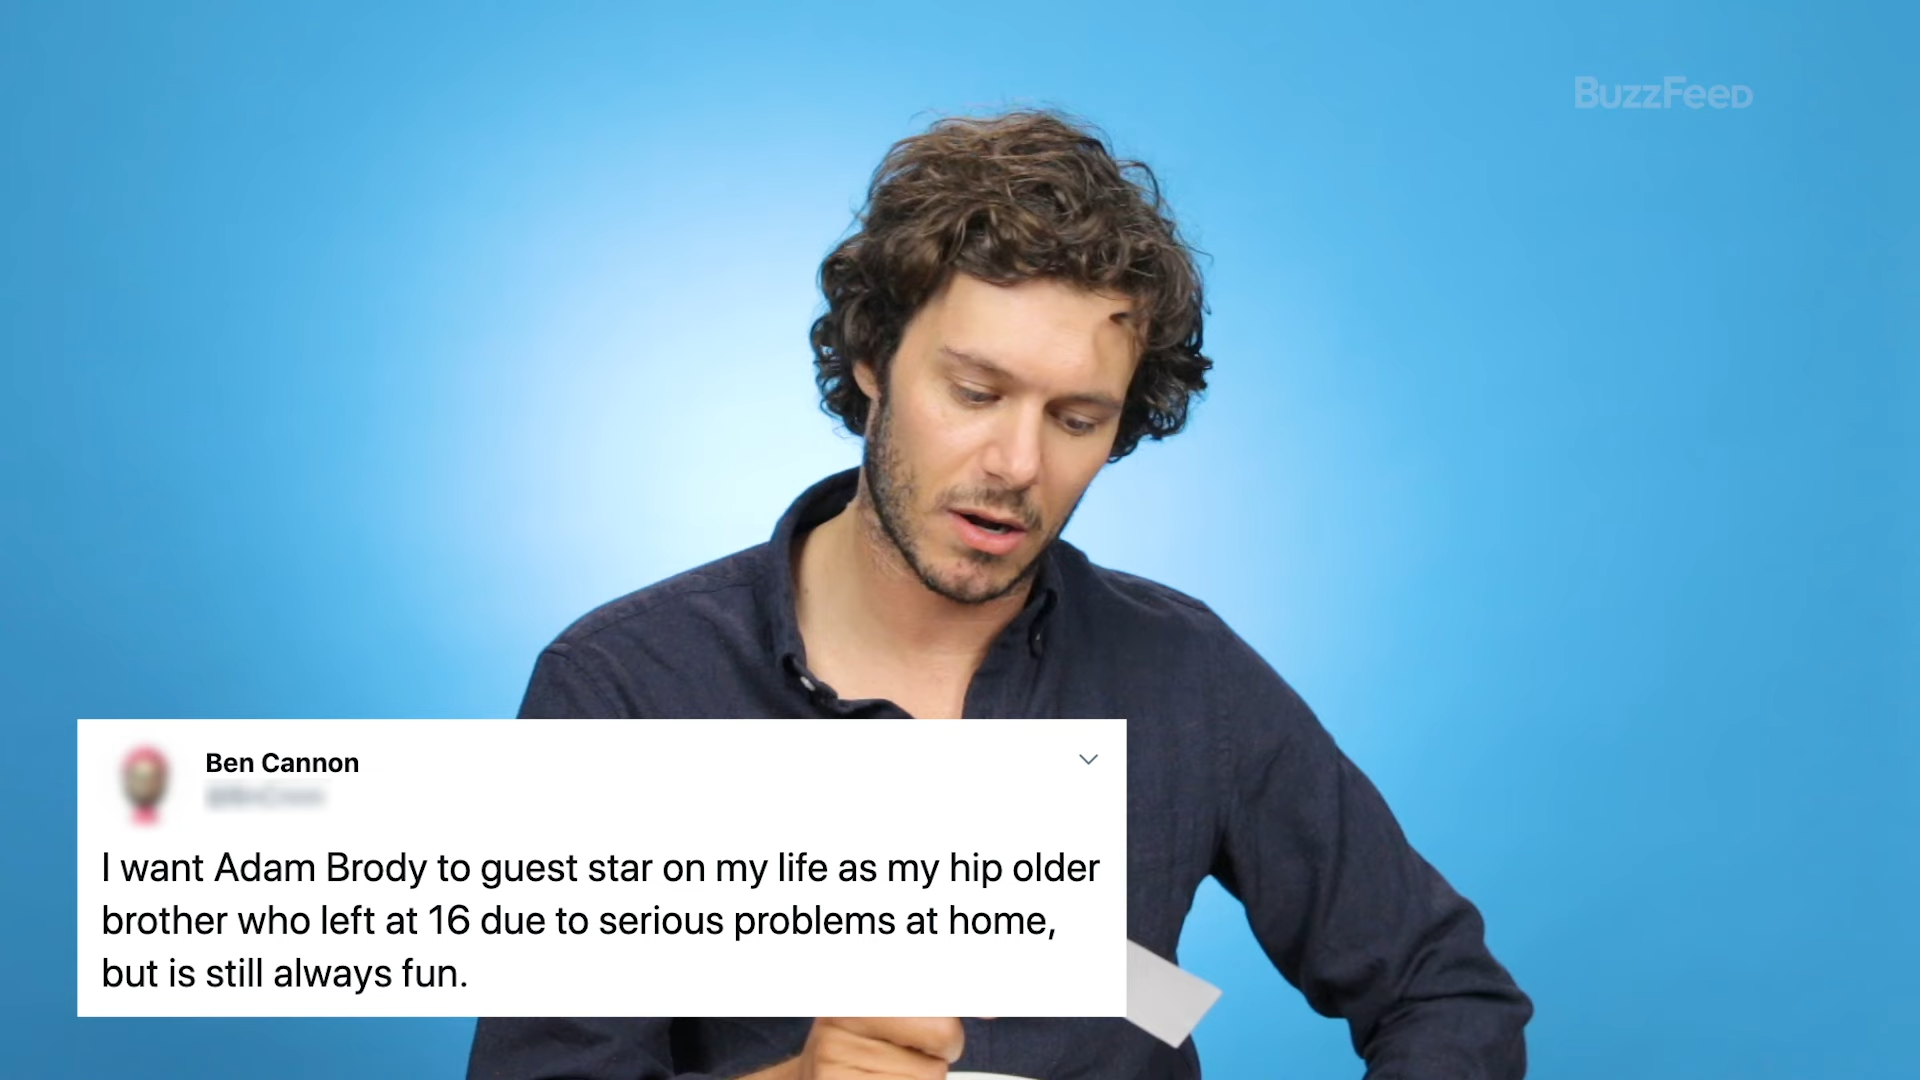 BuzzFeed
Ben Cannon
I want Adam Brody to guest star on my life as my hip older
brother who left at 16 due to serious problems at home,
but is still always fun.